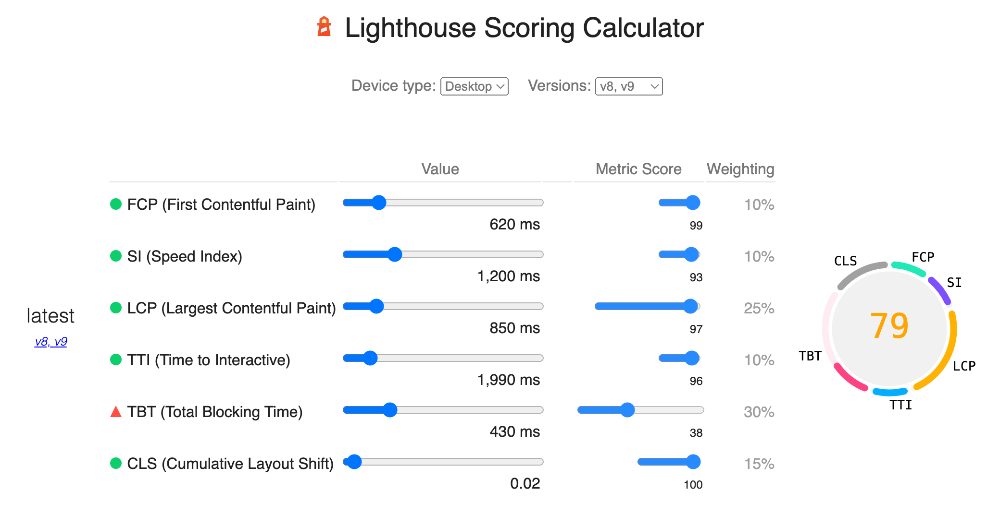 Lighthouse Scoring Calculator
Device type: Desktop Versions: v8, v9
Value Metric Score Weighting
latest
v8, v9
FCP (First Contentful Paint) 10%
620 ms 99
SI (Speed Index) 10%
1,200 ms 93
LCP (Largest Contentful Paint) 25%
850 ms 97
TTI (Time to Interactive) 10%
1,990 ms 96
TBT (Total Blocking Time) 30%
430 ms 38
CLS (Cumulative Layout Shift) 15%
0.02 100
CLS
FCP
SI
79
TBT
LCP
TTI